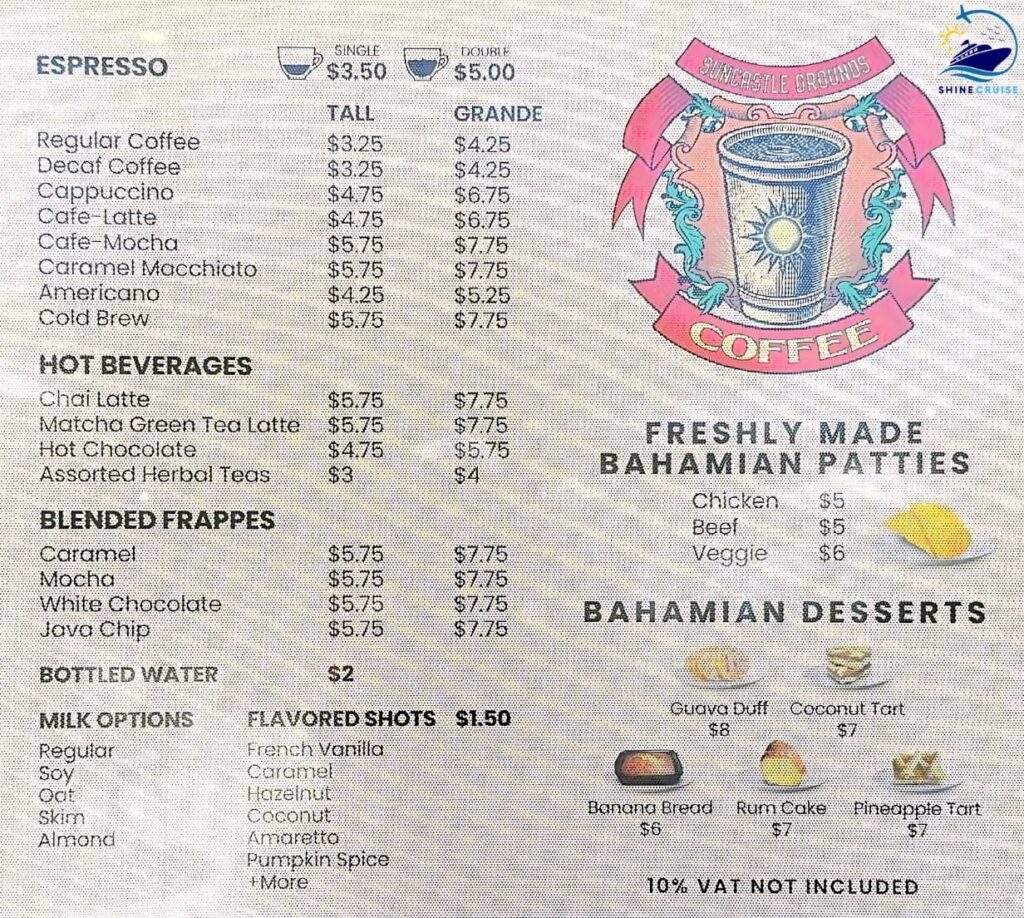 ESPRESSO SINGLE $3.50 DOUBLE $5.00
TALL GRANDE
Regular Coffee $3.25 $4.25
Decaf Coffee $3.25 $4.25
Cappuccino $4.75 $6.75
Cafe-Latte $4.75 $6.75
Cafe-Mocha $5.75 $7.75
Caramel Macchiato $5.75 $7.75
Americano $4.25 $5.25
Cold Brew $5.75 $7.75
HOT BEVERAGES
Chai Latte $5.75 $7.75
Matcha Green Tea Latte $5.75 $7.75
Hot Chocolate $4.75 $5.75
Assorted Herbal Teas $3 $4
BLENDED FRAPPES
Caramel $5.75 $7.75
Mocha $5.75 $7.75
White Chocolate $5.75 $7.75
Java Chip $5.75 $7.75
BOTTLED WATER $2
MILK OPTIONS
Regular
Soy
Oat
Skim
Almond
FLAVORED SHOTS $1.50
French Vanilla
Caramel
Hazelnut
Coconut
Amaretto
Pumpkin Spice
+More
SUNCASTLE GROUNDS
COFFEE
SHINE CRUISE
FRESHLY MADE
BAHAMIAN PATTIES
Chicken $5
Beef $5
Veggie $6
BAHAMIAN DESSERTS
Guava Duff Coconut Tart
$8 $7
Banana Bread Rum Cake Pineapple Tart
$6 $7 $7
10% VAT NOT INCLUDED